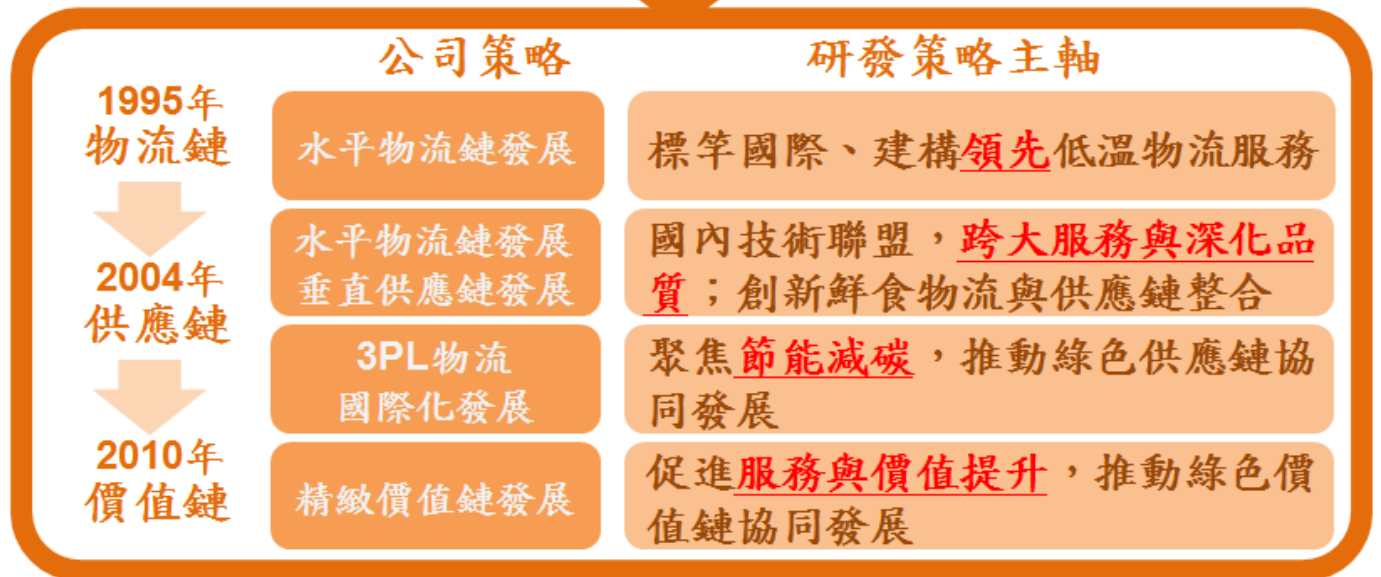 公司策略
研發策略主軸
1995年
物流鏈
水平物流鏈發展
標竿國際、建構領先低溫物流服務
水平物流鏈發展
垂直供應鏈發展
國內技術聯盟，跨大服務與深化品
質；創新鮮食物流與供應鏈整合
2004年
供應鏈
3PL物流
國際化發展
聚焦節能減碳，推動綠色供應鏈協
同發展
2010年
價值鏈
精緻價值鏈發展
促進服務與價值提升，推動綠色價
值鏈協同發展